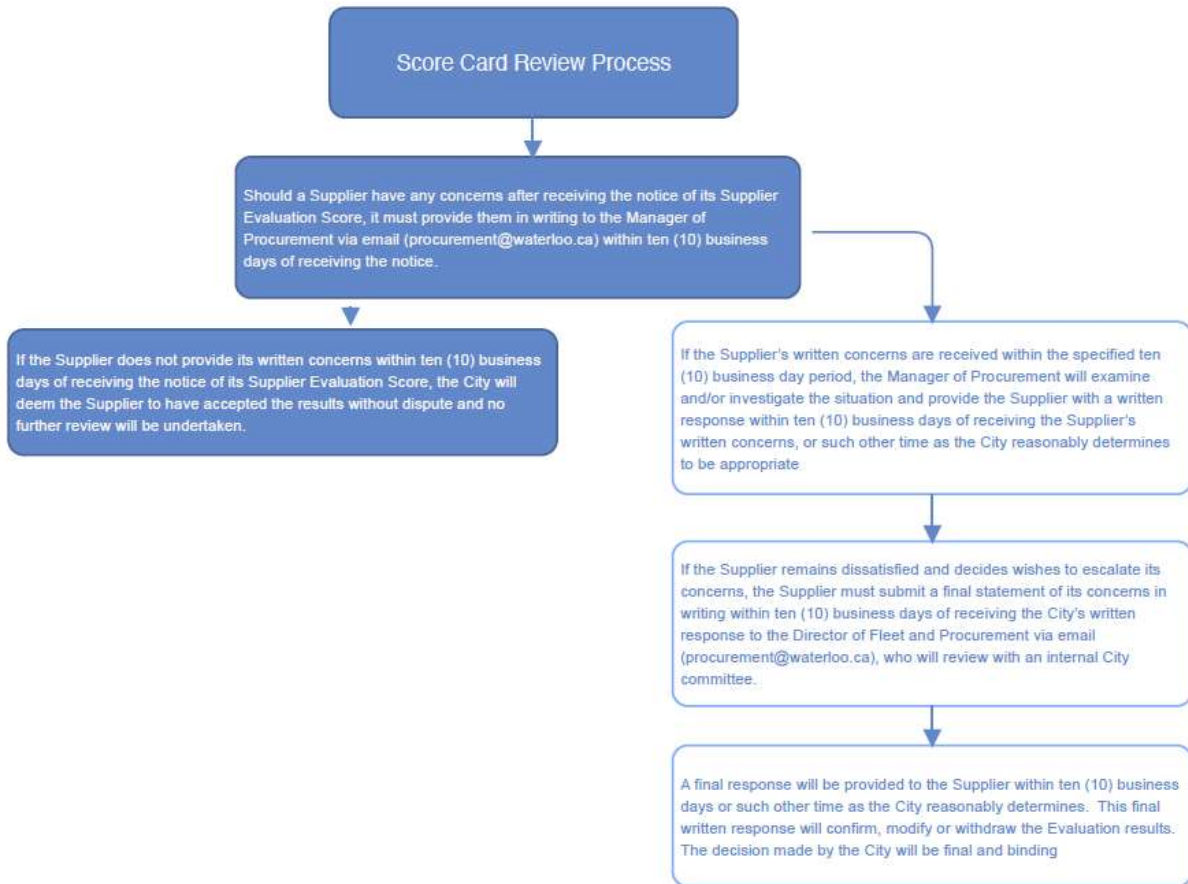 Score Card Review Process
Should a Supplier have any concerns after receiving the notice of its Supplier
Evaluation Score, it must provide them in writing to the Manager of
Procurement via email (procurement@waterloo.ca) within ten (10) business
days of receiving the notice.
If the Supplier does not provide its written concerns within ten (10) business
days of receiving the notice of its Supplier Evaluation Score, the City will
deem the Supplier to have accepted the results without dispute and no
further review will be undertaken.
If the Supplier's written concerns are received within the specified ten
(10) business day period, the Manager of Procurement will examine
and/or investigate the situation and provide the Supplier with a written
response within ten (10) business days of receiving the Supplier's
written concerns, or such other time as the City reasonably determines
to be appropriate
If the Supplier remains dissatisfied and decides wishes to escalate its
concerns, the Supplier must submit a final statement of its concerns in
writing within ten (10) business days of receiving the City's written
response to the Director of Fleet and Procurement via email
(procurement@waterloo.ca), who will review with an internal City
committee.
A final response will be provided to the Supplier within ten (10) business
days or such other time as the City reasonably determines. This final
written response will confirm, modify or withdraw the Evaluation results.
The decision made by the City will be final and binding